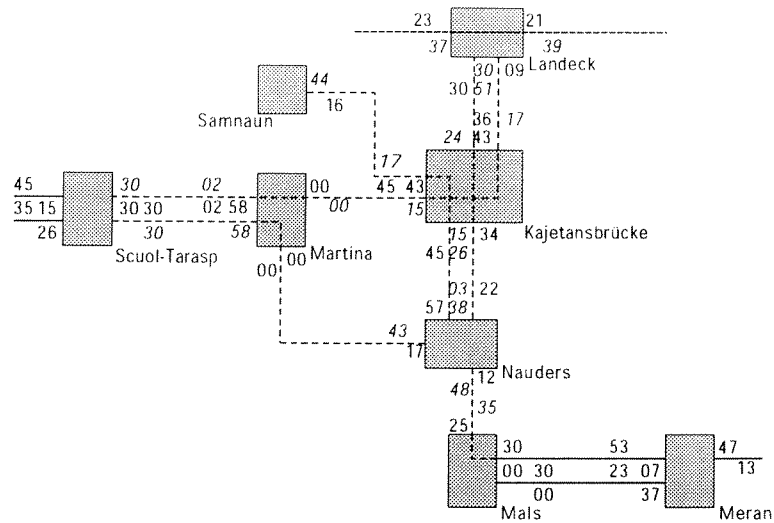 23 21
37 39
Landeck
30 09
30 51
44
16
Samnaun
36 17
24 43
17
45 30 02 00 45 43
00 15
35 15 30 30 02 58
26 30 58
Scuol-Tarasp
00 00
Martina
Kajetansbrücke
15 34
45 26
03 22
57 38
43
17
Nauders
12
48
35
25
30 53 47
00 30 23 07 13
00 37
Mals
Meran